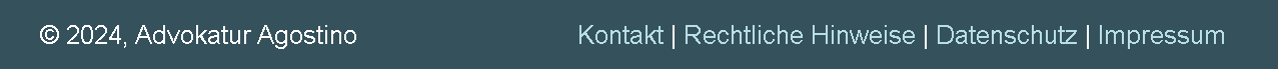 © 2024, Advokatur Agostino Kontakt | Rechtliche Hinweise | Datenschutz | Impressum